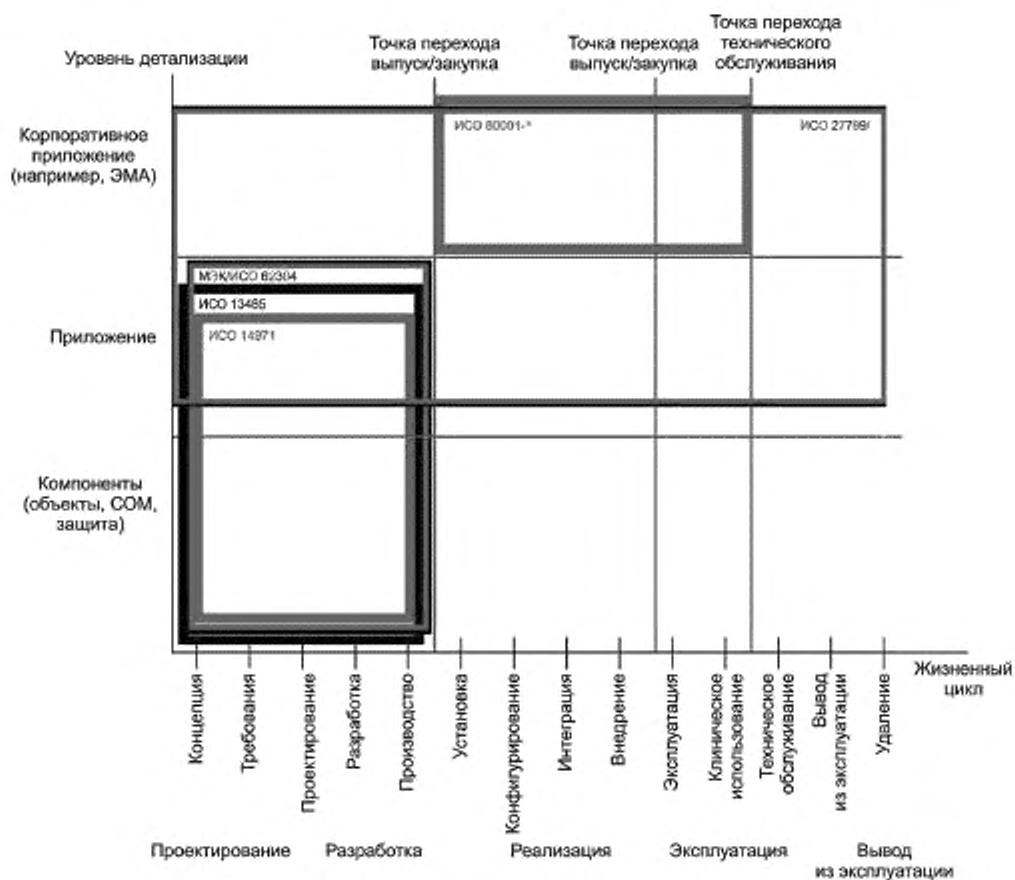 Уровень детализации
Точка перехода
выпуск/закупка
Точка перехода
выпуск/закупка
Точка перехода
технического
обслуживания
Корпоративное
приложение
(например, ЭМА)
ИСО 80001-*
ИСО 27799/
МЭК/ИСО 62304
ИСО 13485
ИСО 14971
Приложение
Компоненты
(объекты, COM,
защита)
Жизненный
цикл
Концепция
Требования
Проектирование
Разработка
Производство
Установка
Конфигурирование
Интеграция
Внедрение
Эксплуатация
Клиническое
использование
Техническое
обслуживание
Вывод
из эксплуатации
Удаление
Проектирование
Разработка
Реализация
Эксплуатация
Вывод
из эксплуатации